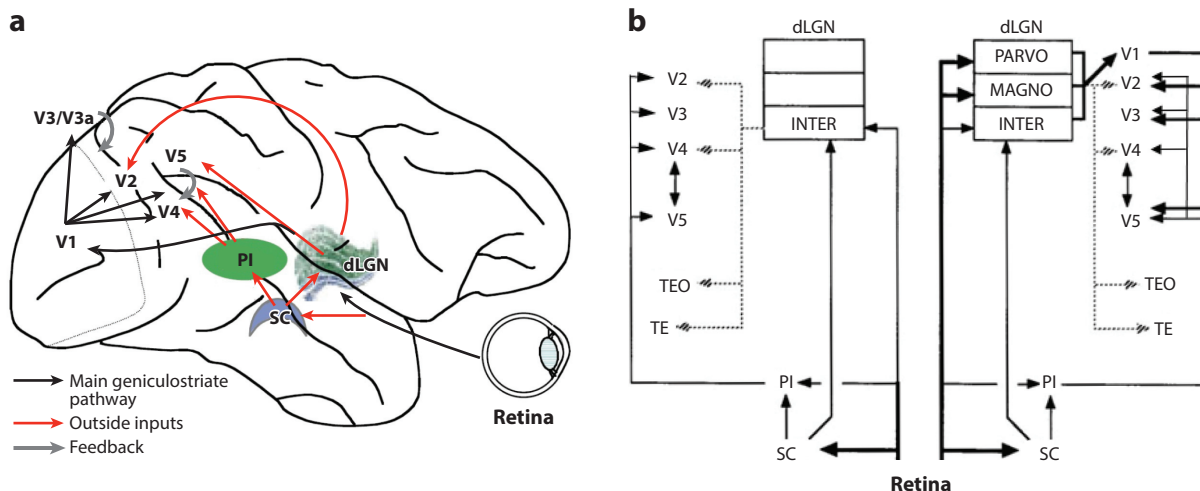 a
V3/V3a
V2
V5
V4
V1
PI
dLGN
SC
Main geniculostriate
pathway
Outside inputs
Feedback
Retina
b
dLGN
V2
V3
V4
INTER
V5
TEO
TE
PI
SC
dLGN
PARVO
V1
MAGNO
V2
INTER
V3
V4
V5
TEO
TE
PI
SC
Retina